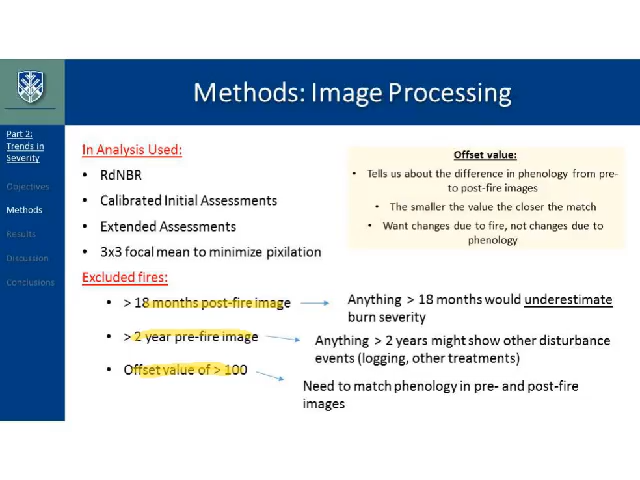 Methods: Image Processing
Part 2:
Trends in
Severity
Objectives
Methods
Results
Discussion
Conclusions
In Analysis Used:
• RdNBR
• Calibrated Initial Assessments
• Extended Assessments
• 3x3 focal mean to minimize pixilation
Excluded fires:
• > 18 months post-fire image
• > 2 year pre-fire image
• Offset value of > 100
Offset value:
• Tells us about the difference in phenology from pre-
to post-fire images
• The smaller the value the closer the match
• Want changes due to fire, not changes due to
phenology
Anything > 18 months would underestimate
burn severity
Anything > 2 years might show other disturbance
events (logging, other treatments)
Need to match phenology in pre- and post-fire
images